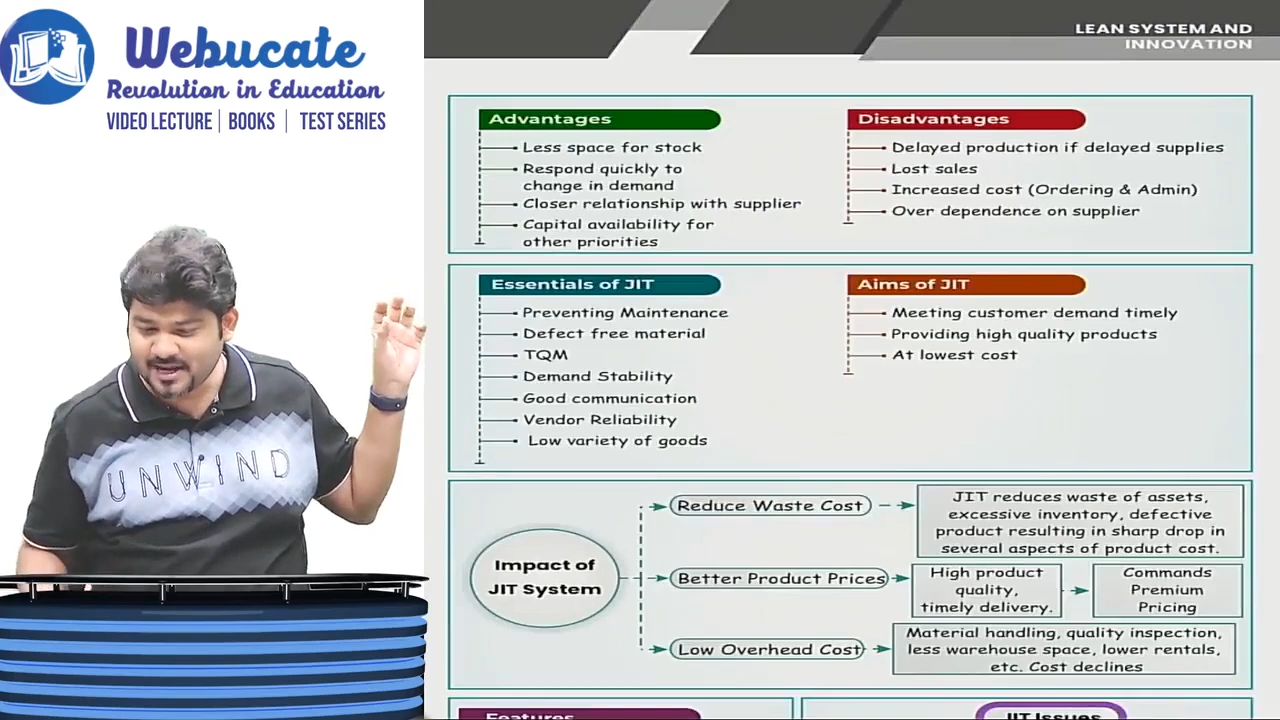 Webucate
Revolution in Education
VIDEO LECTURE | BOOKS | TEST SERIES
LEAN SYSTEM AND
INNOVATION
Advantages
Less space for stock
Respond quickly to
change in demand
Closer relationship with supplier
Capital availability for
other priorities
Disadvantages
Delayed production if delayed supplies
Lost sales
Increased cost (Ordering & Admin)
Over dependence on supplier
Essentials of JIT
Preventing Maintenance
Defect free material
TQM
Demand Stability
Good communication
Vendor Reliability
Low variety of goods
Aims of JIT
Meeting customer demand timely
Providing high quality products
At lowest cost
Impact of
JIT System
Reduce Waste Cost
JIT reduces waste of assets,
excessive inventory, defective
product resulting in sharp drop in
several aspects of product cost.
Better Product Prices
High product
quality,
timely delivery.
Commands
Premium
Pricing
Low Overhead Cost
Material handling, quality inspection,
less warehouse space, lower rentals,
etc. Cost declines
Features
JIT Issues
UNWIND